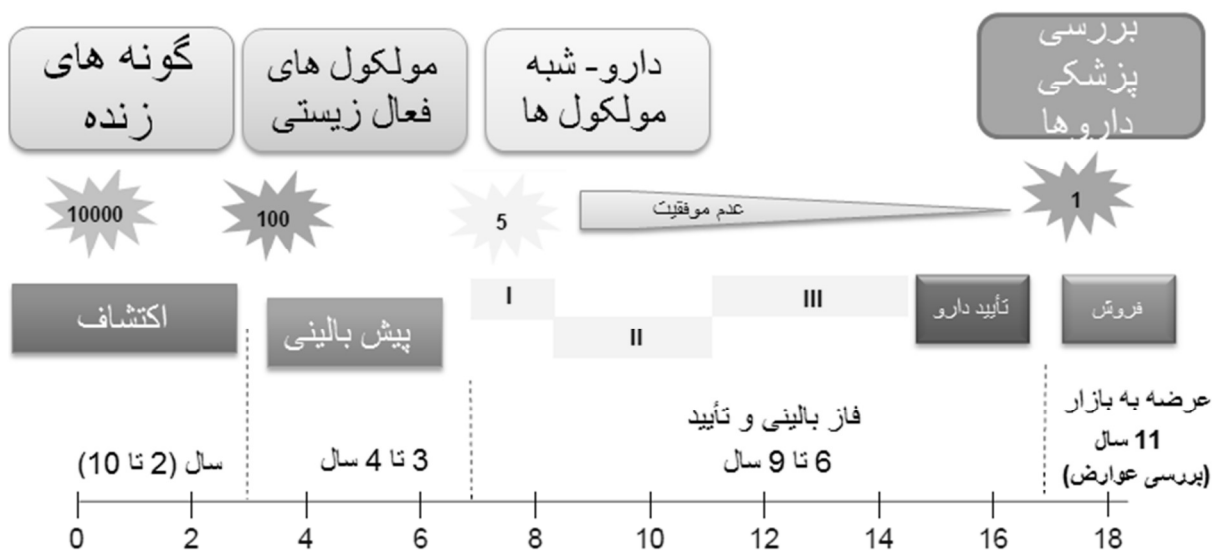 گونه های
زنده
مولکول های
فعال زیستی
دارو- شبه
مولکول ها
بررسی
پزشکی
داروها
10000
100
5
عدم موفقیت
1
اکتشاف
پیش بالینی
I
II
III
تأیید دارو
فروش
سال (2 تا 10)
3 تا 4 سال
فاز بالینی و تأیید
6 تا 9 سال
عرضه به بازار
11 سال
(بررسی عوارض)
0 2 4 6 8 10 12 14 16 18